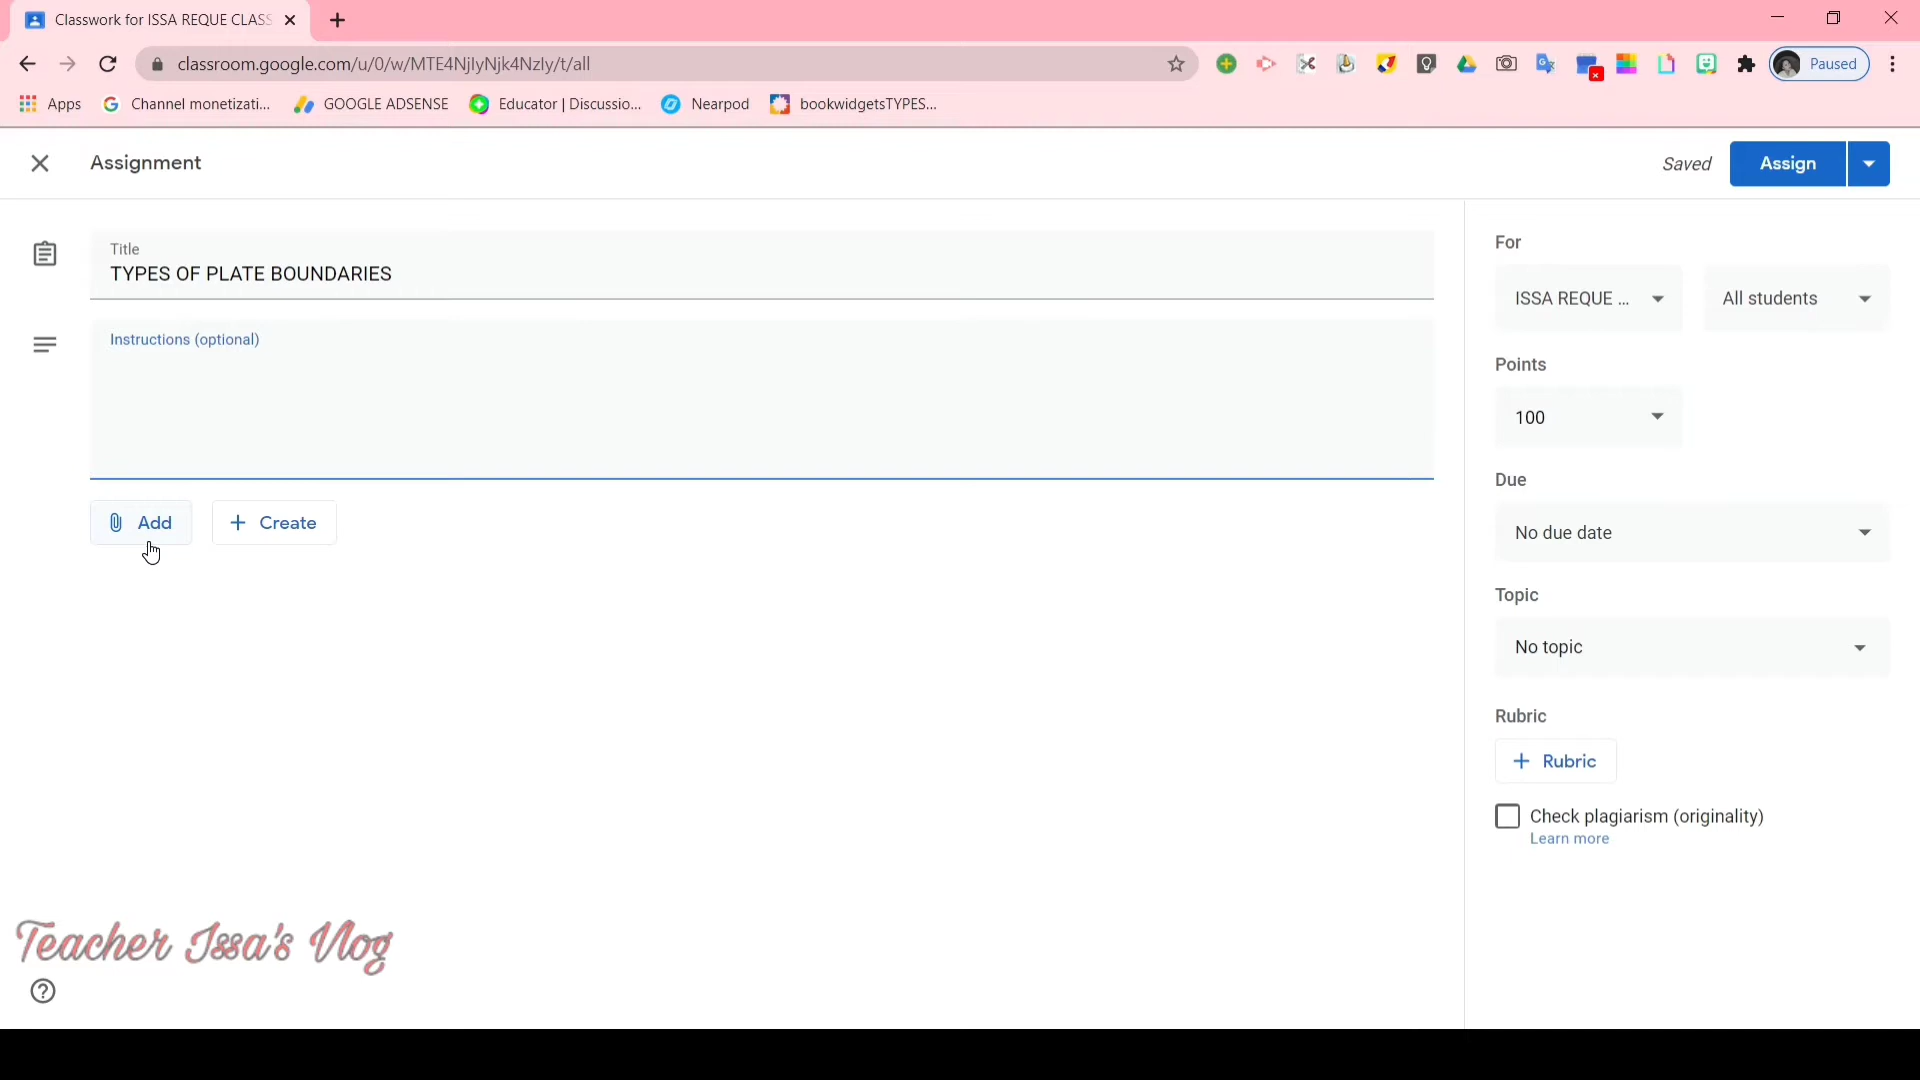 Classwork for ISSA REQUE CLASS
classroom.google.com/u/0/w/MTE4NjIyNjk4NzIy/t/all
Paused
Apps
Channel monetizati...
GOOGLE ADSENSE
Educator | Discussio...
Nearpod
bookwidgetsTYPES...
Assignment
Saved
Assign
Title
TYPES OF PLATE BOUNDARIES
Instructions (optional)
Add
Create
For
ISSA REQUE ...
All students
Points
100
Due
No due date
Topic
No topic
Rubric
Rubric
Check plagiarism (originality)
Learn more
Teacher Issa's Vlog